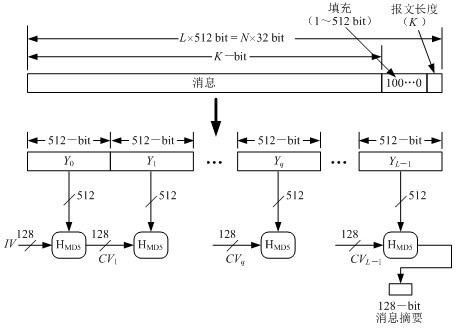 填充
(1～512 bit)
报文长度
(K)
L×512 bit = N×32 bit
K－bit
消息
100…0
512－bit
512－bit
512－bit
512－bit
Y0
Y1
…
Yq
…
YL−1
512
512
512
512
IV
128
HMD5
128
CV1
HMD5
128
CVq
HMD5
128
CVL−1
HMD5
128－bit
消息摘要